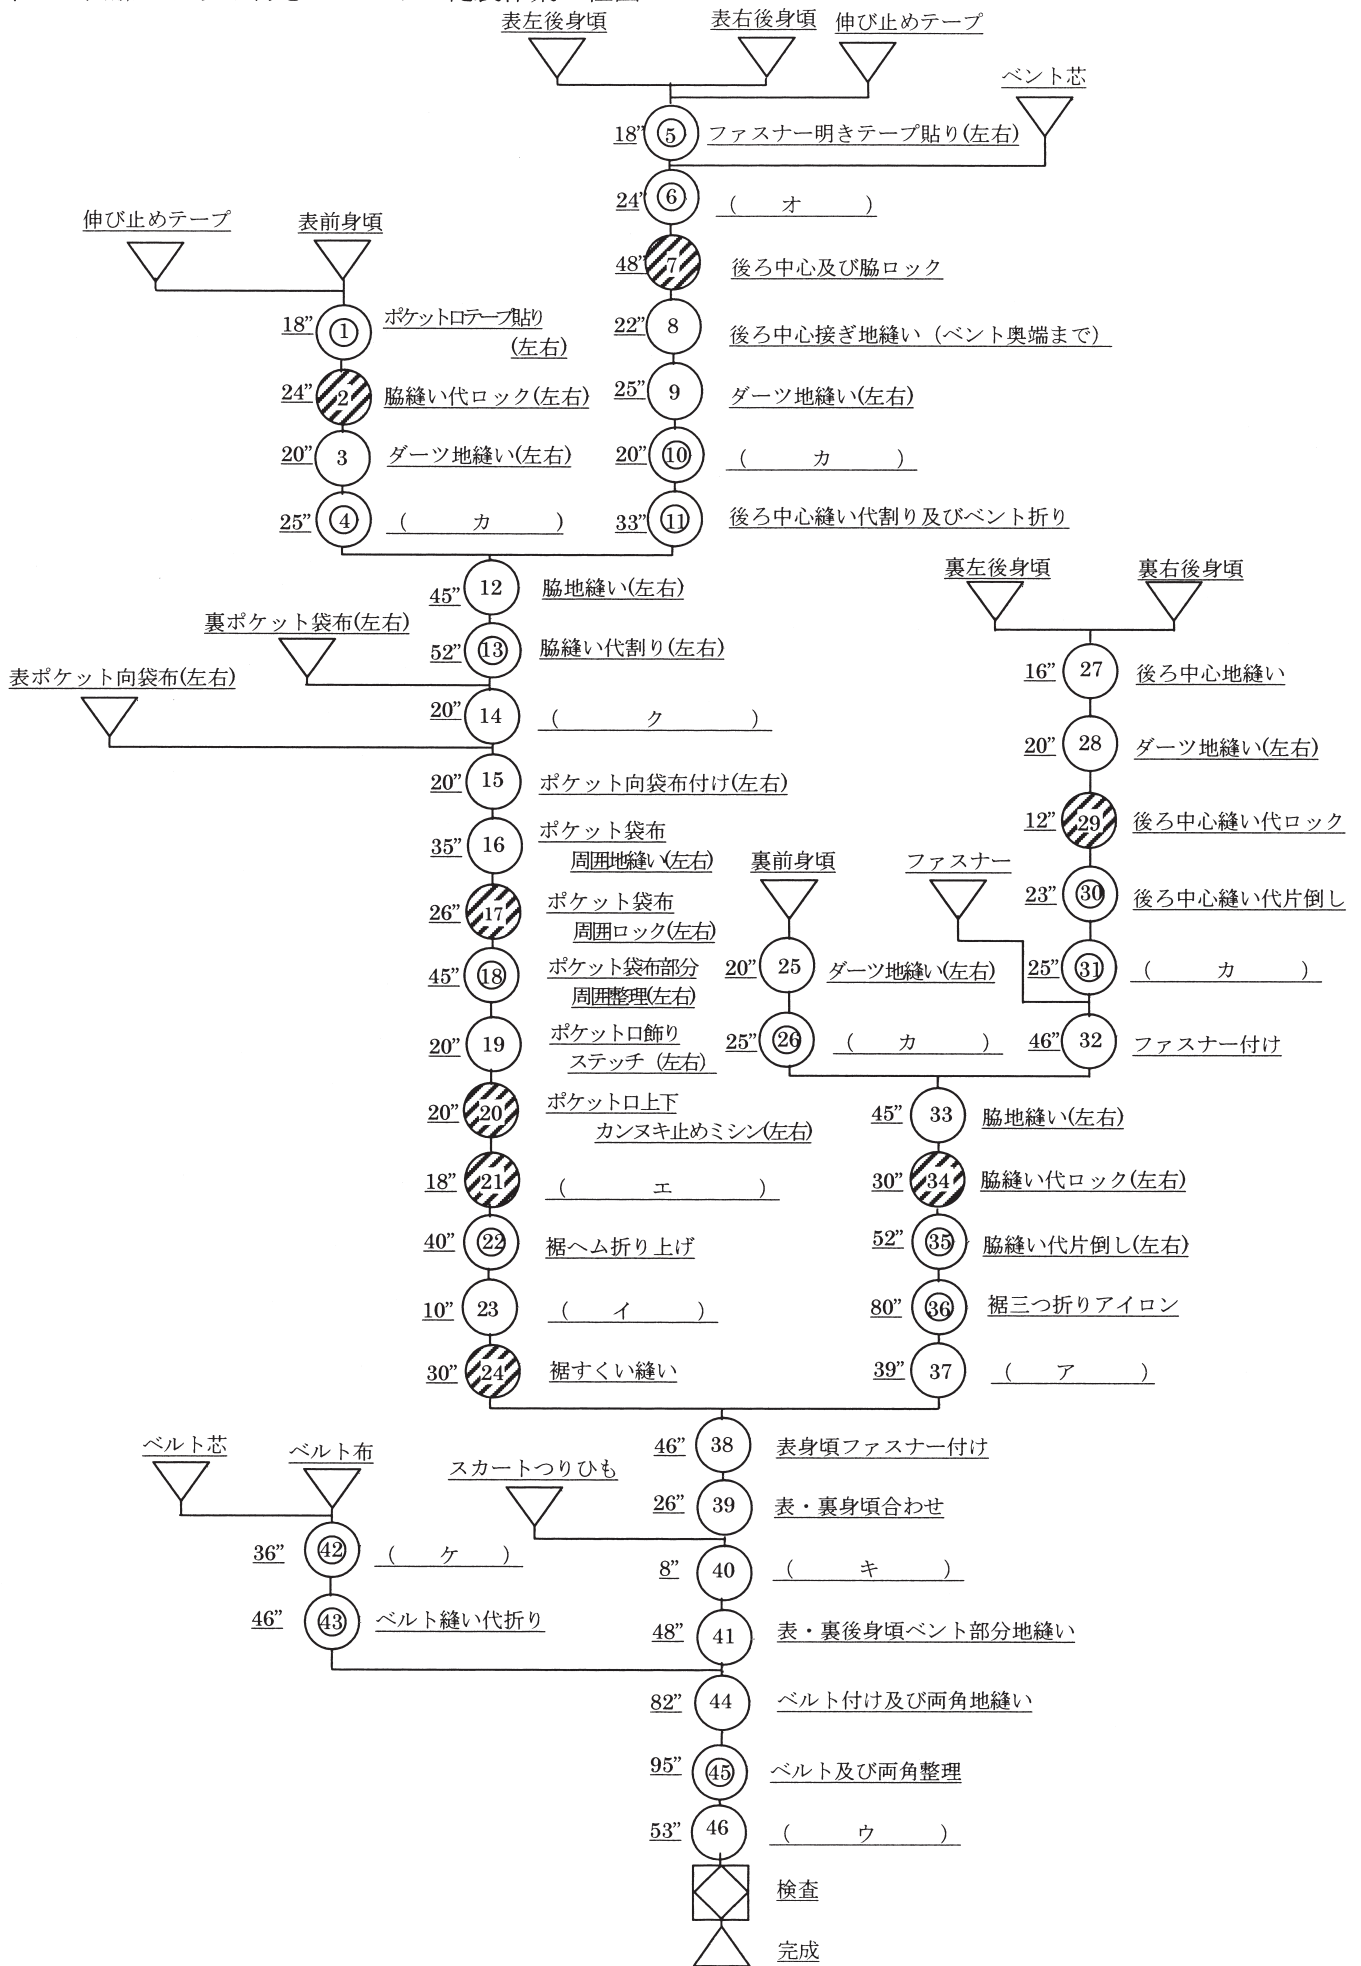 表左後身頃
表右後身頃
伸び止めテープ
ベント芯
18” 5 ファスナー明きテープ貼り(左右)
24” 6 （　オ　）
48” 7 後ろ中心及び脇ロック
22” 8 後ろ中心接ぎ地縫い（ベント奥端まで）
25” 9 ダーツ地縫い(左右)
20” 10 （　カ　）
33” 11 後ろ中心縫い代割り及びベント折り
伸び止めテープ
表前身頃
18” 1 ポケット口テープ貼り
(左右)
24” 2 脇縫い代ロック(左右)
20” 3 ダーツ地縫い(左右)
25” 4 （　カ　）
45” 12 脇地縫い(左右)
裏ポケット袋布(左右)
52” 13 脇縫い代割り(左右)
表ポケット向袋布(左右)
20” 14 （　ク　）
20” 15 ポケット向袋布付け(左右)
35” 16 ポケット袋布
周囲地縫い(左右)
26” 17 ポケット袋布
周囲ロック(左右)
45” 18 ポケット袋布部分
周囲整理(左右)
20” 19 ポケット口飾り
ステッチ（左右）
20” 20 ポケット口上下
カンヌキ止めミシン(左右)
18” 21 （　エ　）
40” 22 裾ヘム折り上げ
10” 23 （　イ　）
30” 24 裾すくい縫い
裏左後身頃
裏右後身頃
16” 27 後ろ中心地縫い
20” 28 ダーツ地縫い(左右)
12” 29 後ろ中心縫い代ロック
23” 30 後ろ中心縫い代片倒し
25” 31 （　カ　）
ファスナー
46” 32 ファスナー付け
裏前身頃
20” 25 ダーツ地縫い(左右)
25” 26 （　カ　）
45” 33 脇地縫い(左右)
30” 34 脇縫い代ロック(左右)
52” 35 脇縫い代片倒し(左右)
80” 36 裾三つ折りアイロン
39” 37 （　ア　）
46” 38 表身頃ファスナー付け
26” 39 表・裏身頃合わせ
スカートつりひも
8” 40 （　キ　）
48” 41 表・裏後身頃ベント部分地縫い
ベルト芯
ベルト布
36” 42 （　ケ　）
46” 43 ベルト縫い代折り
82” 44 ベルト付け及び両角地縫い
95” 45 ベルト及び両角整理
53” 46 （　ウ　）
検査
完成